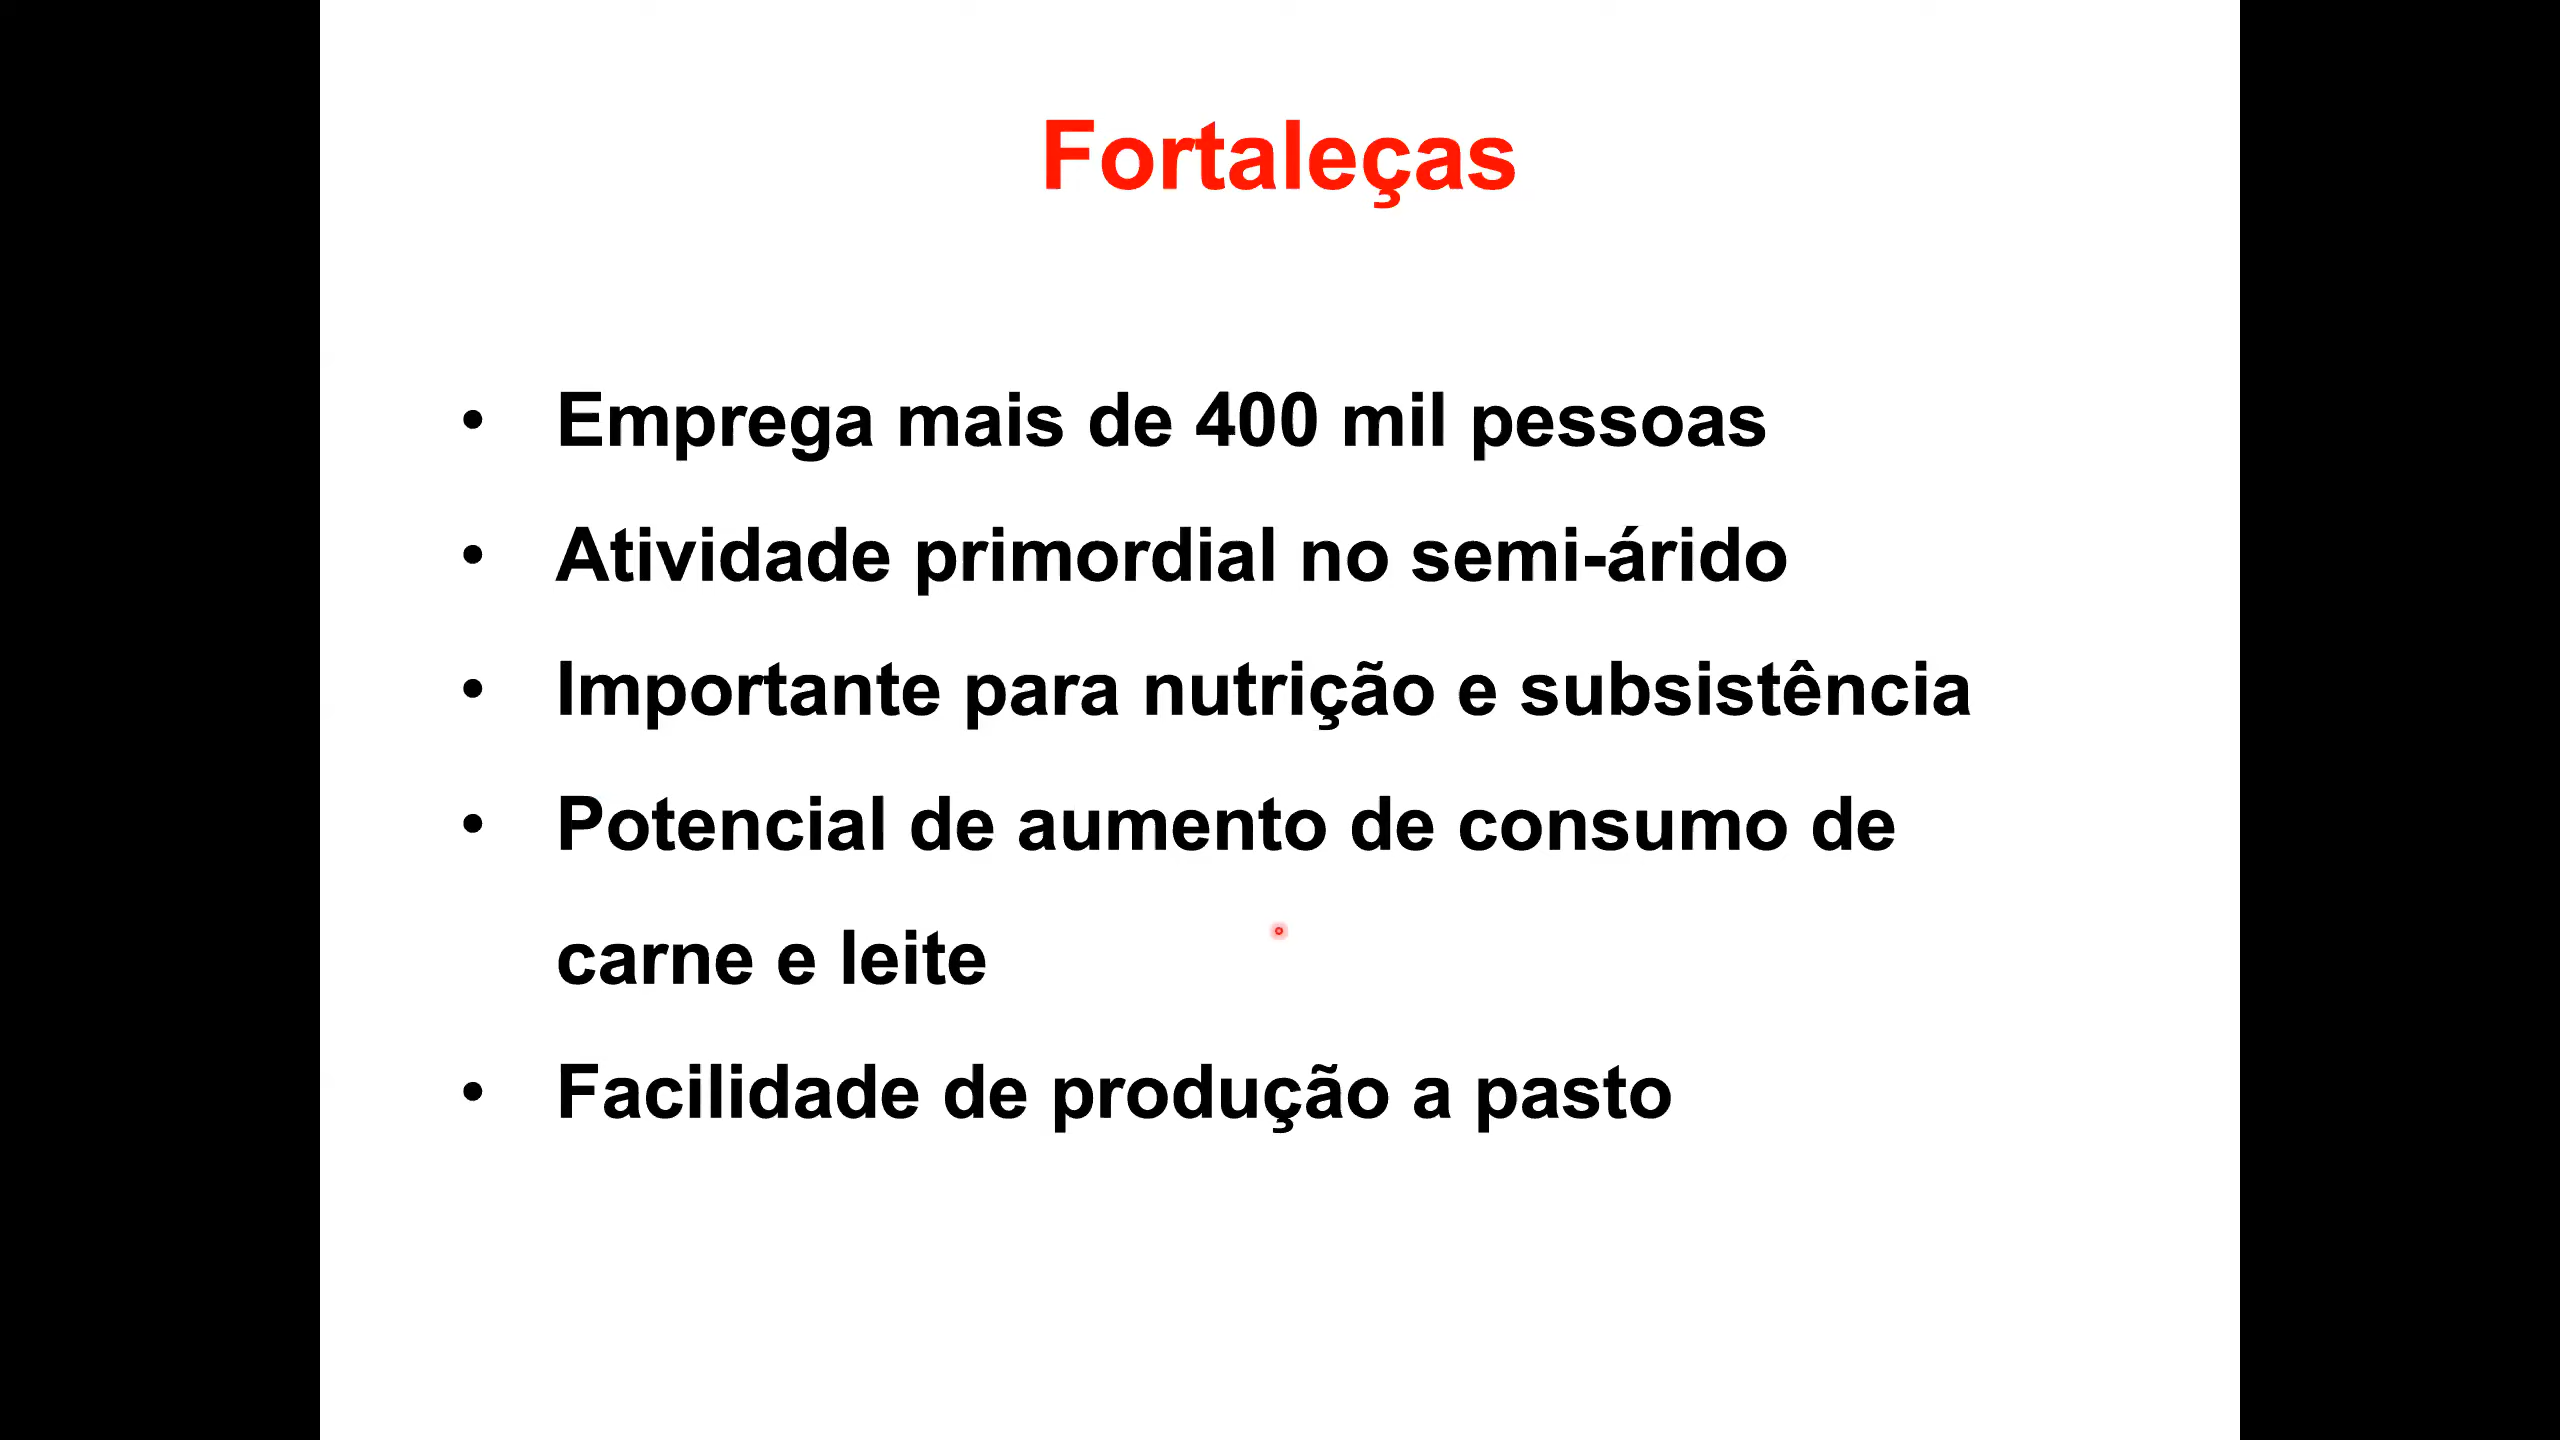 Fortaleças
• Emprega mais de 400 mil pessoas
• Atividade primordial no semi-árido
• Importante para nutrição e subsistência
• Potencial de aumento de consumo de
carne e leite
• Facilidade de produção a pasto